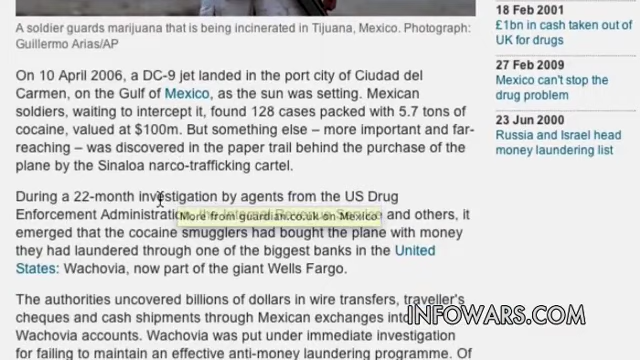 A soldier guards marijuana that is being incinerated in Tijuana, Mexico. Photograph:
Guillermo Arias/AP
On 10 April 2006, a DC-9 jet landed in the port city of Ciudad del
Carmen, on the Gulf of Mexico, as the sun was setting. Mexican
soldiers, waiting to intercept it, found 128 cases packed with 5.7 tons of
cocaine, valued at $100m. But something else – more important and far-
reaching – was discovered in the paper trail behind the purchase of the
plane by the Sinaloa narco-trafficking cartel.
During a 22-month investigation by agents from the US Drug
Enforcement Administration, the Internal Revenue Service and others, it
More from guardian.co.uk on Mexico
emerged that the cocaine smugglers had bought the plane with money
they had laundered through one of the biggest banks in the United
States: Wachovia, now part of the giant Wells Fargo.
The authorities uncovered billions of dollars in wire transfers, traveller's
cheques and cash shipments through Mexican exchanges into
Wachovia accounts. Wachovia was put under immediate investigation
for failing to maintain an effective anti-money laundering programme. Of
18 Feb 2001
£1bn in cash taken out of
UK for drugs
27 Feb 2009
Mexico can't stop the
drug problem
23 Jun 2000
Russia and Israel head
money laundering list
INFOWARS.COM